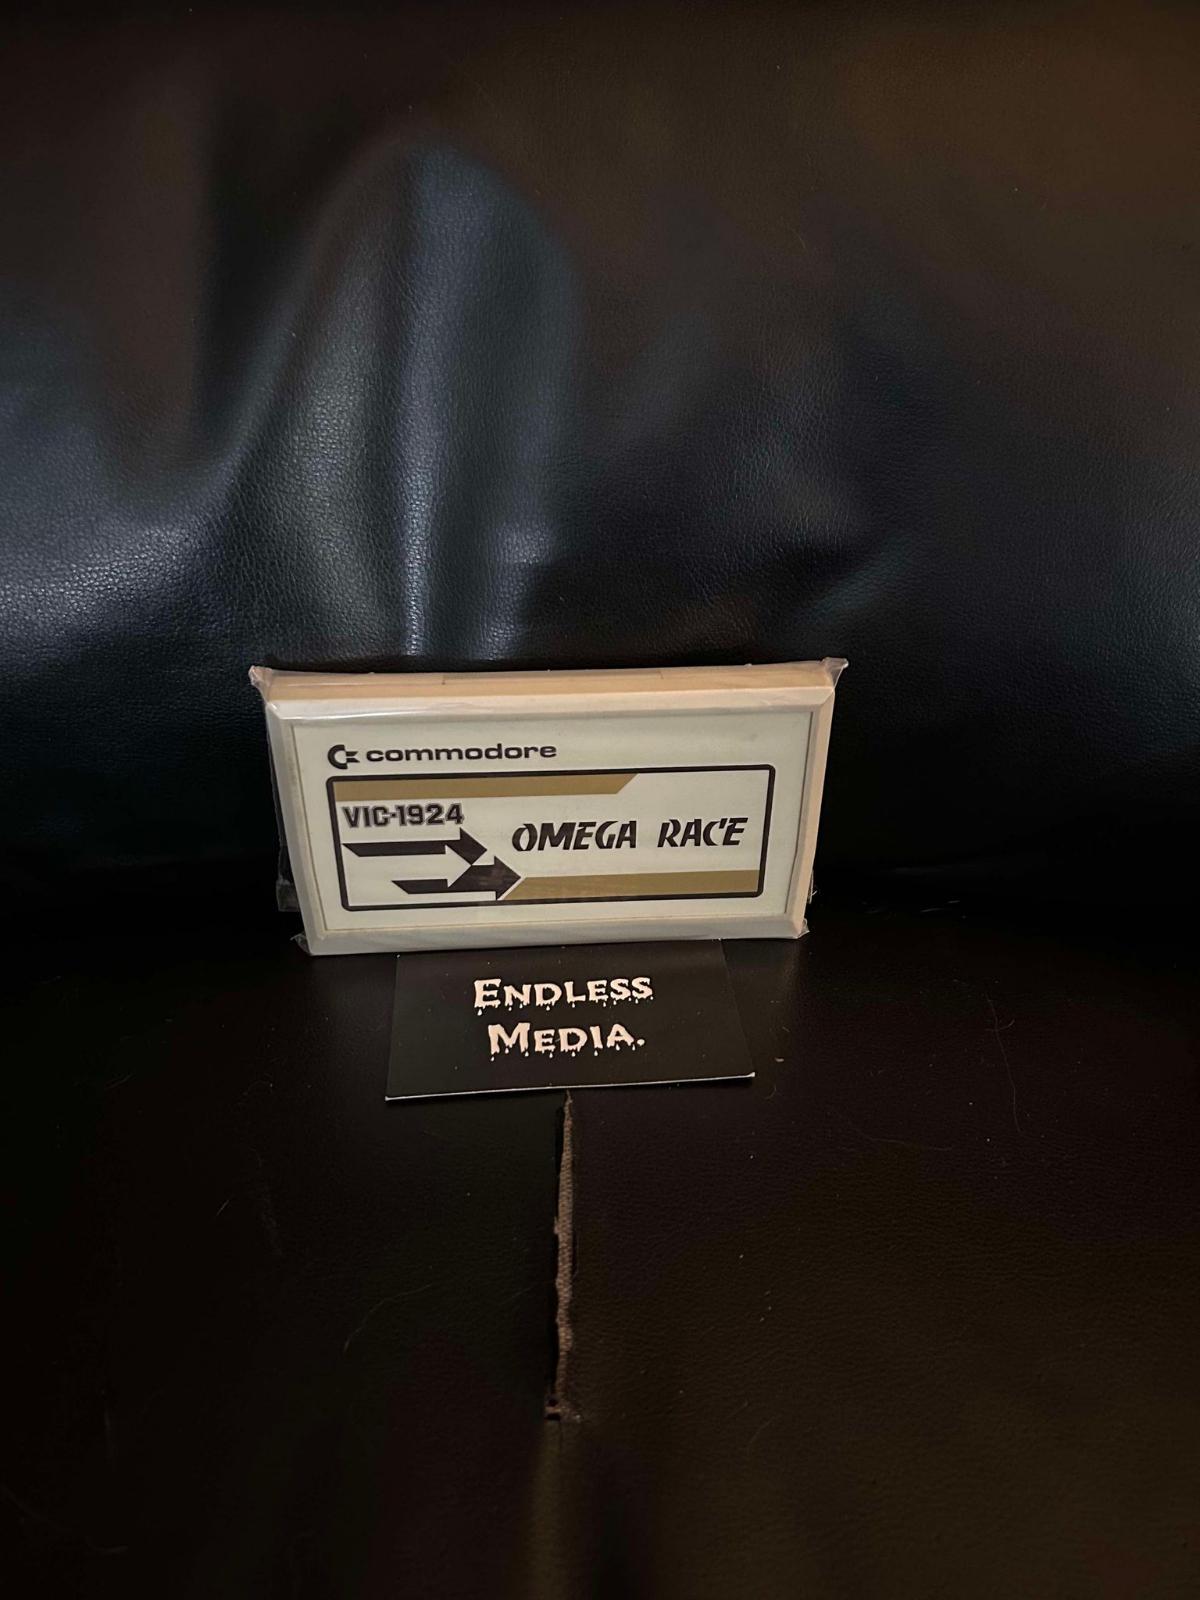 commodore
VIC-1924
OMEGA RACE
ENDLESS
MEDIA.